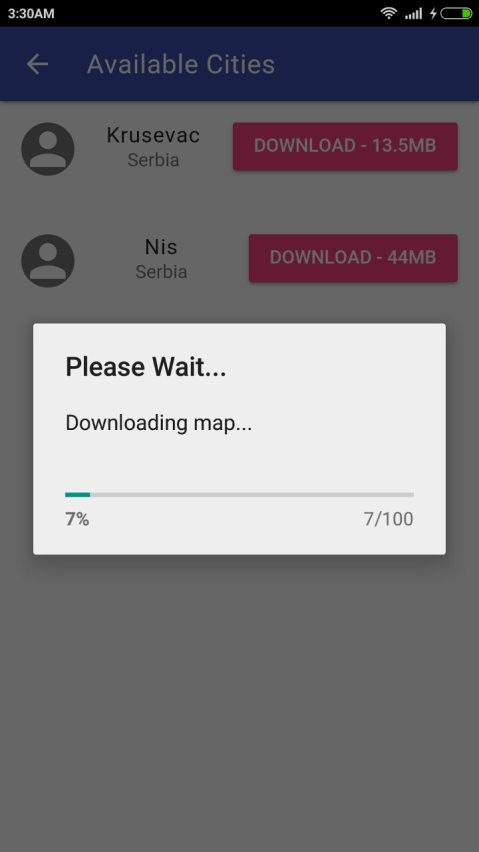 3:30AM
Available Cities
Krusevac
Serbia
DOWNLOAD - 13.5MB
Nis
Serbia
DOWNLOAD - 44MB
Please Wait...
Downloading map...
7%
7/100